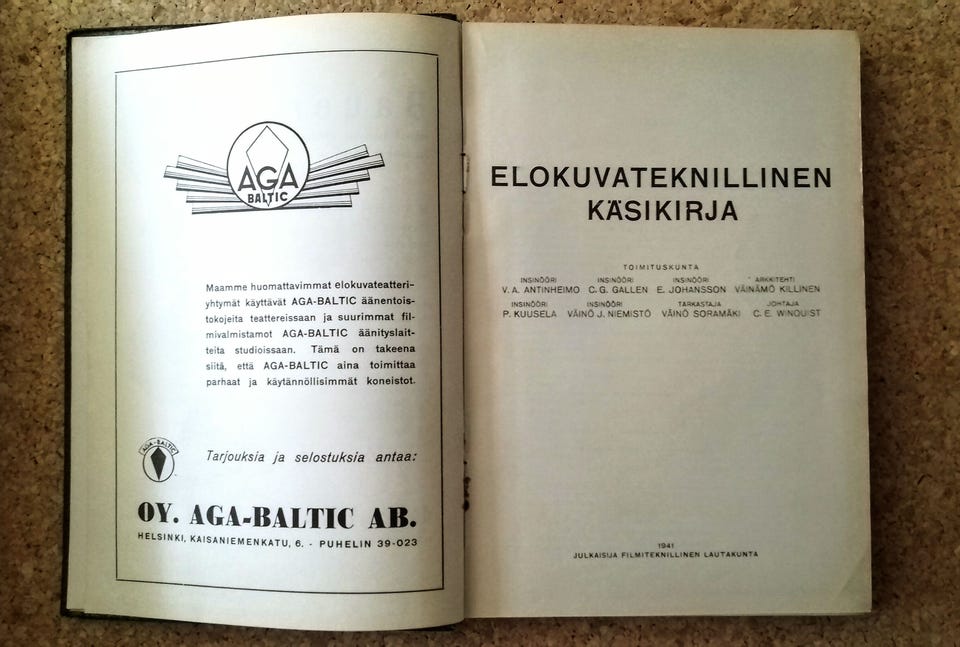 AGA
BALTIC
Maamme huomattavimmat elokuvateatteri-
yhtymät käyttävät AGA-BALTIC äänentois-
tokojeita teattereissaan ja suurimmat fil-
mivalmistamot AGA-BALTIC äänityslait-
teita studioissaan. Tämä on takeena
siitä, että AGA-BALTIC aina toimittaa
parhaat ja käytännöllisimmät koneistot.
AGA-BALTIC
Tarjouksia ja selostuksia antaa:
OY. AGA-BALTIC AB.
HELSINKI, KAISANIEMENKATU, 6. - PUHELIN 39-023
ELOKUVATEKNILLINEN
KÄSIKIRJA
TOIMITUSKUNTA
INSINÖÖRI INSINÖÖRI INSINÖÖRI ARKKITEHTI
V. A. ANTINHEIMO C. G. GALLEN E. JOHANSSON VÄINÄMÖ KILLINEN
INSINÖÖRI INSINÖÖRI TARKASTAJA JOHTAJA
P. KUUSELA VÄINÖ J. NIEMISTÖ VÄINÖ SORAMÄKI C. E. WINQUIST
1941
JULKAISIJA FILMITEKNILLINEN LAUTAKUNTA